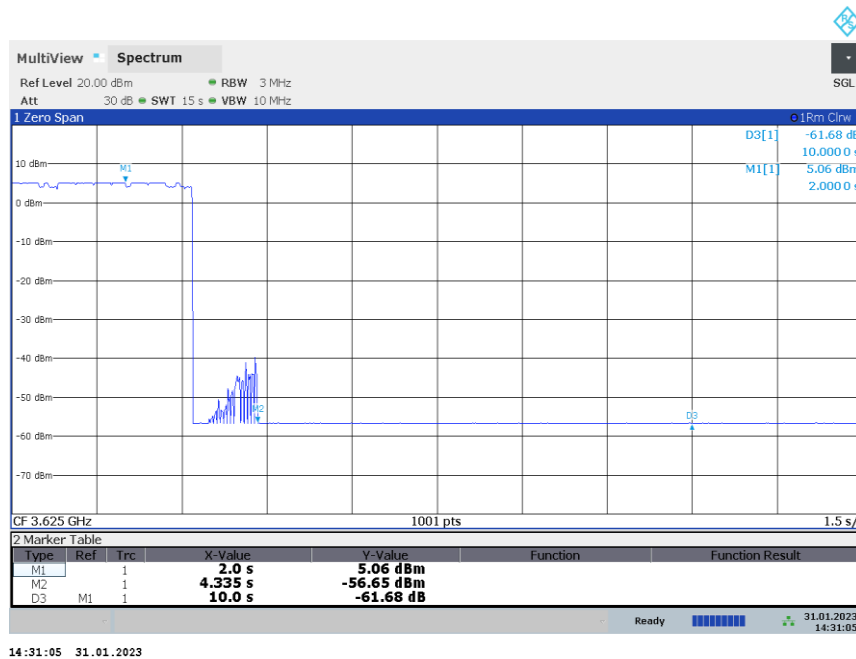 MultiView Spectrum
Ref Level 20.00 dBm RBW 3 MHz SGL
Att 30 dB SWT 15 s VBW 10 MHz
1 Zero Span 1Rm Clrw
D3[1] -61.68 dB
10.0000 s
M1[1] 5.06 dBm
2.0000 s
10 dBm
M1
0 dBm
-10 dBm
-20 dBm
-30 dBm
-40 dBm
-50 dBm
M2
D3
-60 dBm
-70 dBm
CF 3.625 GHz 1001 pts 1.5 s/
2 Marker Table
Type Ref Trc X-Value Y-Value Function Function Result
M1 1 2.0 s 5.06 dBm
M2 1 4.335 s -56.65 dBm
D3 M1 1 10.0 s -61.68 dB
Ready 31.01.2023
14:31:05
14:31:05 31.01.2023